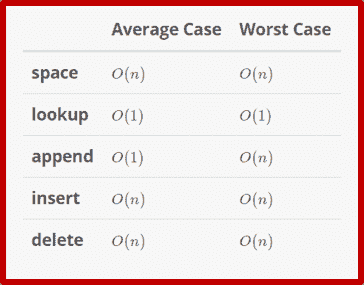 Average Case Worst Case
space O(n) O(n)
lookup O(1) O(1)
append O(1) O(n)
insert O(n) O(n)
delete O(n) O(n)